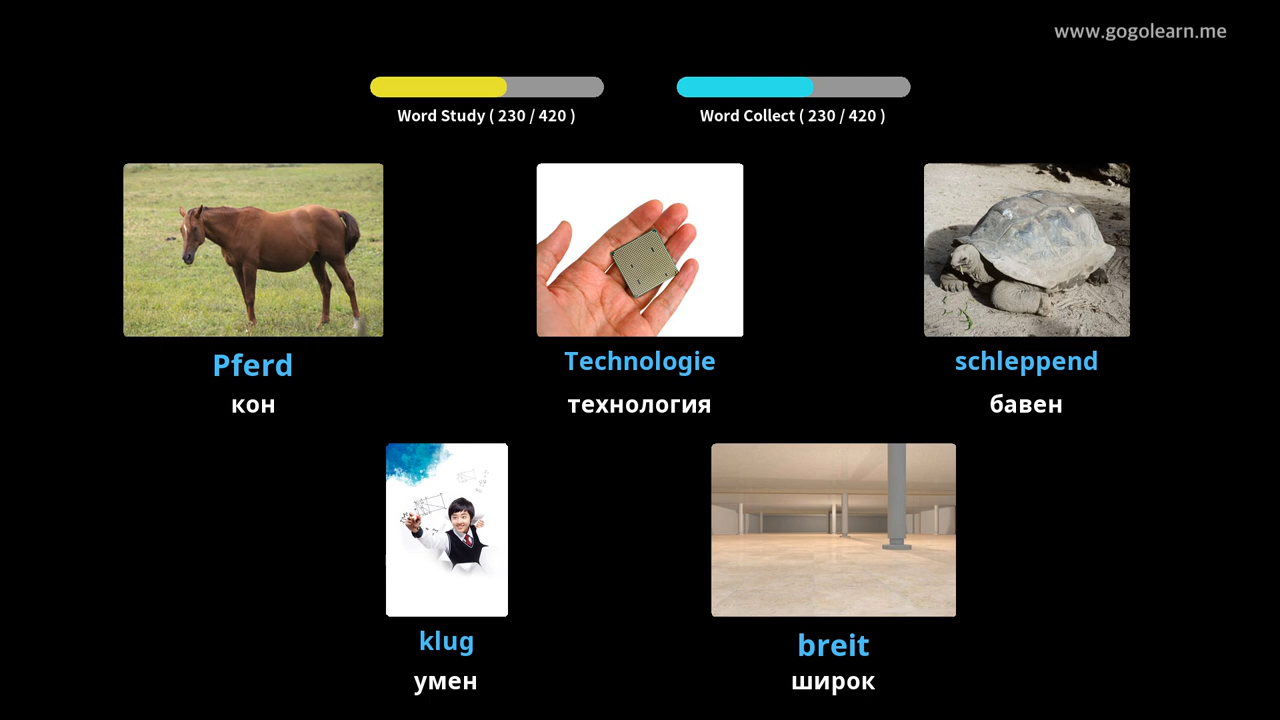 www.gogolearn.me
Word Study ( 230 / 420 )
Word Collect ( 230 / 420 )
Pferd
кон
Technologie
технология
schleppend
бавен
klug
умен
breit
широк